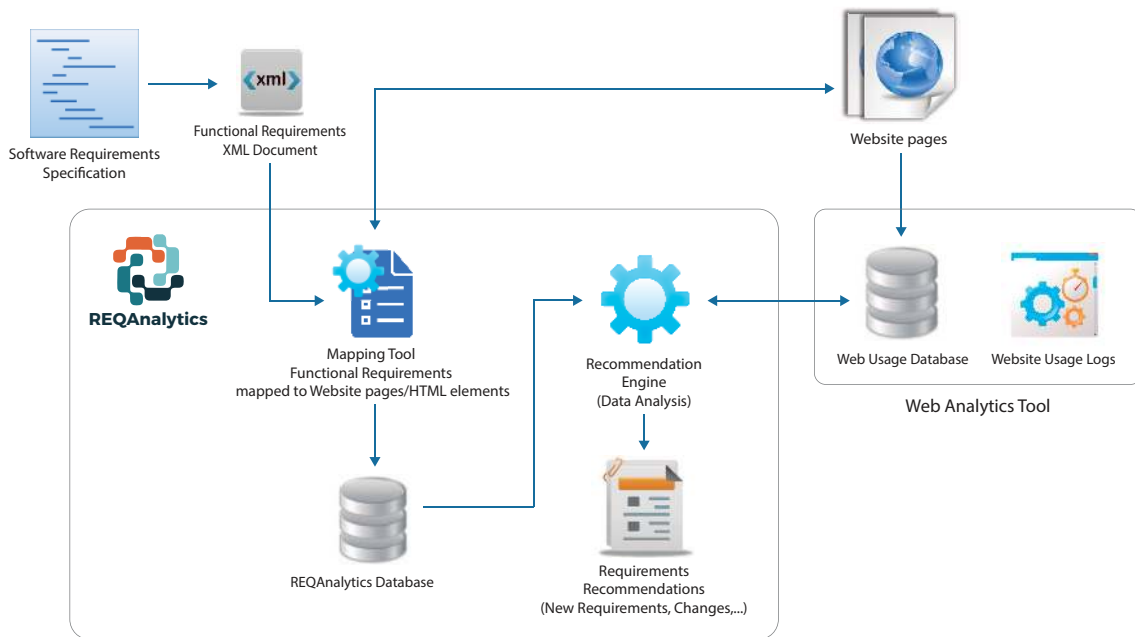 xml
Software Requirements
Specification
Functional Requirements
XML Document
Website pages
REQAnalytics
Mapping Tool
Functional Requirements
mapped to Website pages/HTML elements
Recommendation
Engine
(Data Analysis)
Web Usage Database
Website Usage Logs
Web Analytics Tool
REQAnalytics Database
Requirements
Recommendations
(New Requirements, Changes,...)